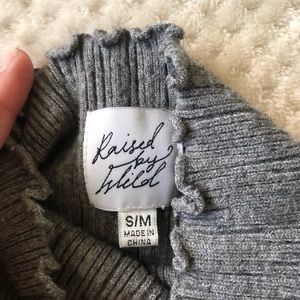 Raised
by
Wild
S/M
MADE IN
CHINA